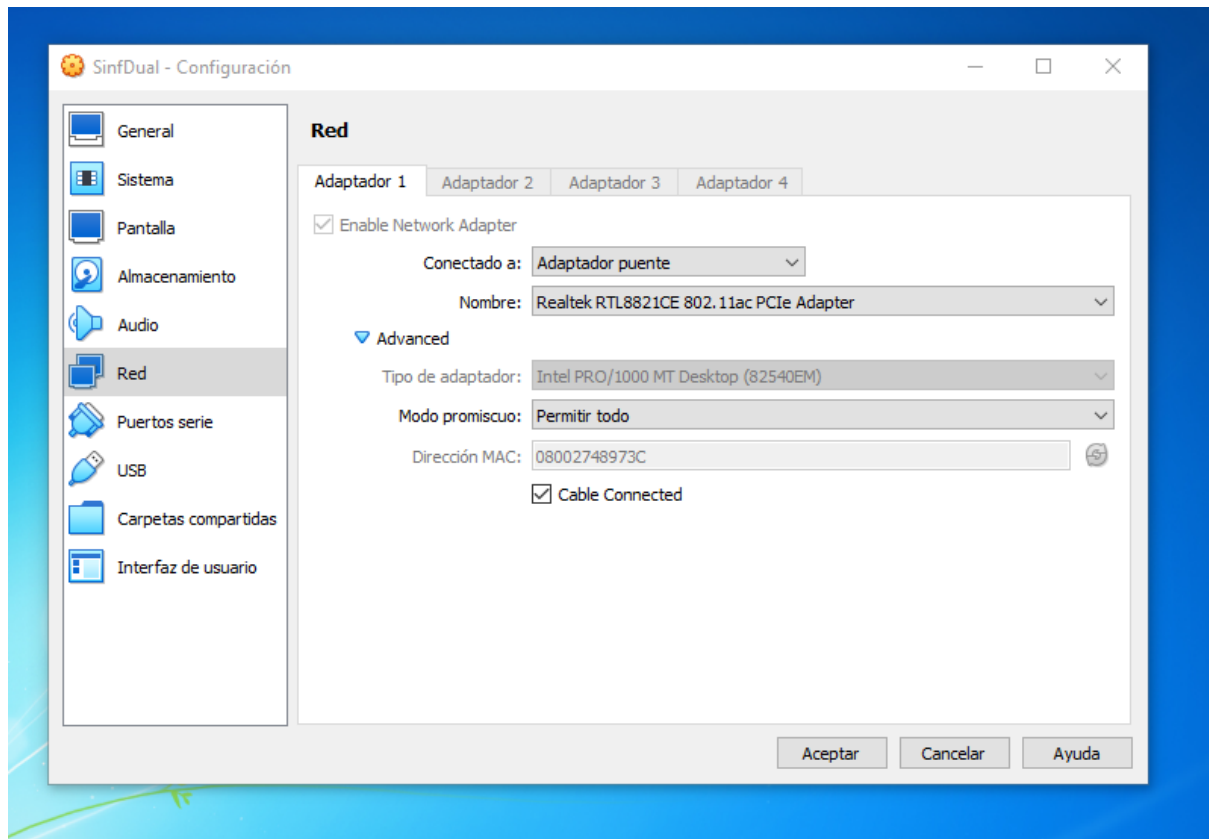 SinfDual - Configuración
General
Sistema
Pantalla
Almacenamiento
Audio
Red
Puertos serie
USB
Carpetas compartidas
Interfaz de usuario
Red
Adaptador 1 Adaptador 2 Adaptador 3 Adaptador 4
Enable Network Adapter
Conectado a: Adaptador puente
Nombre: Realtek RTL8821CE 802.11ac PCIe Adapter
Advanced
Tipo de adaptador: Intel PRO/1000 MT Desktop (82540EM)
Modo promiscuo: Permitir todo
Dirección MAC: 08002748973C
Cable Connected
Aceptar Cancelar Ayuda